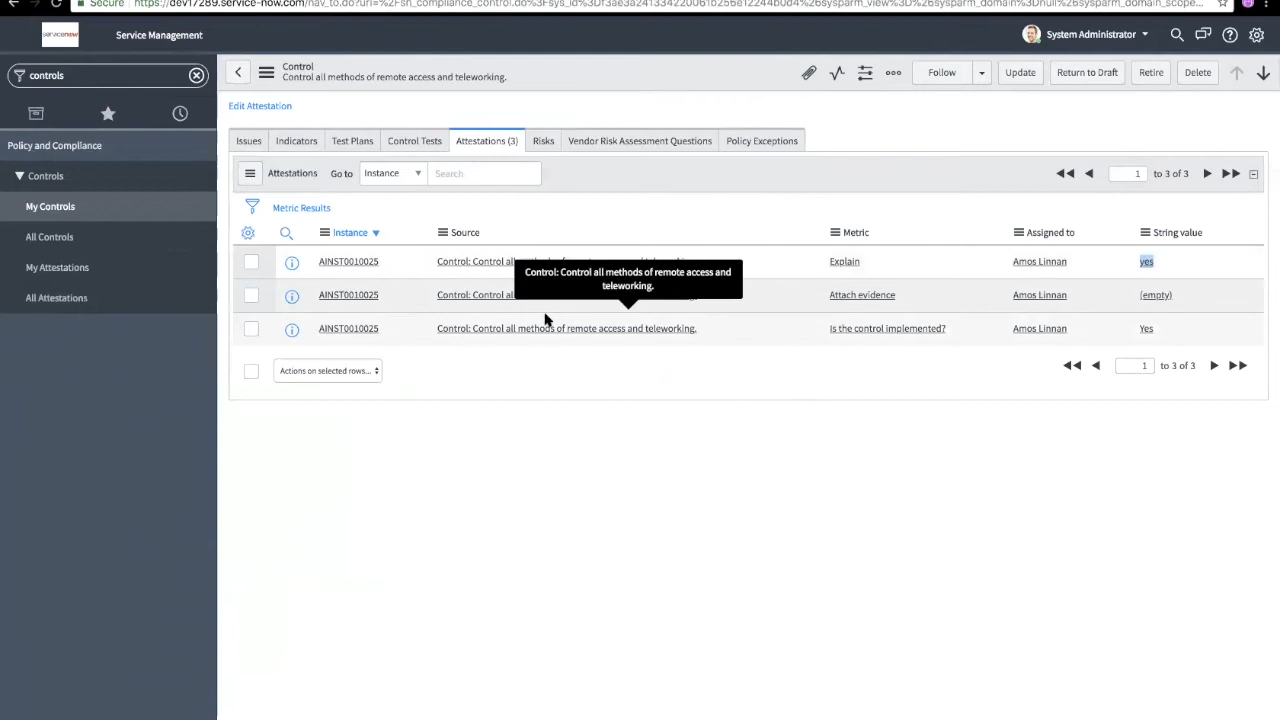 Secure https://dev17289.service-now.com/nav_to.do?uri=%2Fsn_compliance_control.do%3Fsys_id%3Df3ae3a241334220061b25e12244b0d4%26sysparm_view%3D%26sysparm_domain%3Dnull%26sysparm_domain_scope...
servicenow Service Management System Administrator
controls
Control
Control all methods of remote access and teleworking.
Follow Update Return to Draft Retire Delete
Edit Attestation
Policy and Compliance
Controls
My Controls
All Controls
My Attestations
All Attestations
Issues Indicators Test Plans Control Tests Attestations (3) Risks Vendor Risk Assessment Questions Policy Exceptions
Attestations Go to Instance Search 1 to 3 of 3
Metric Results
Instance Source Metric Assigned to String value
AINST0010025 Control: Control all Explain Amos Linnan yes
Control: Control all methods of remote access and
teleworking.
AINST0010025 Control: Control all Attach evidence Amos Linnan (empty)
AINST0010025 Control: Control all methods of remote access and teleworking. Is the control implemented? Amos Linnan Yes
Actions on selected rows... 1 to 3 of 3